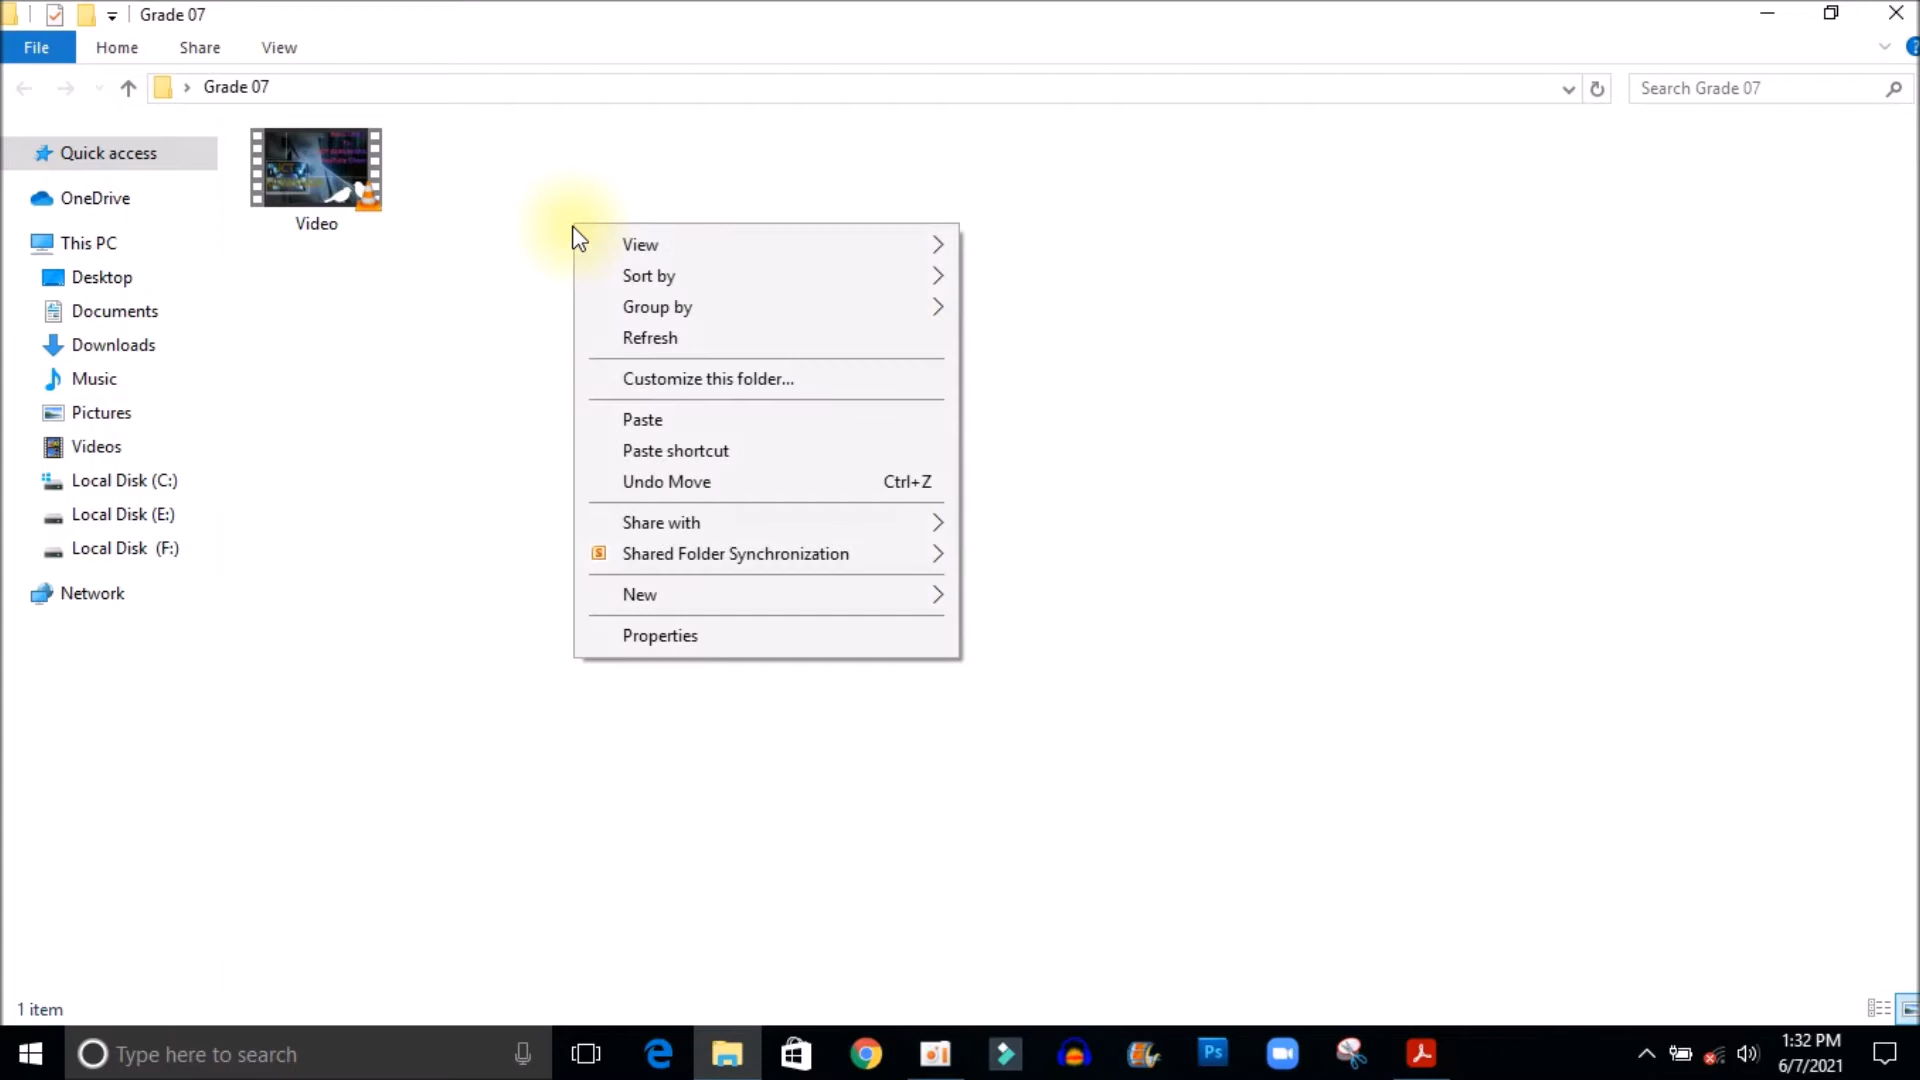 Grade 07
File Home Share View
Grade 07
Search Grade 07
Quick access
OneDrive
This PC
Desktop
Documents
Downloads
Music
Pictures
Videos
Local Disk (C:)
Local Disk (E:)
Local Disk (F:)
Network
Video
View
Sort by
Group by
Refresh
Customize this folder...
Paste
Paste shortcut
Undo Move Ctrl+Z
Share with
Shared Folder Synchronization
New
Properties
1 item
Type here to search
Ps
1:32 PM
6/7/2021